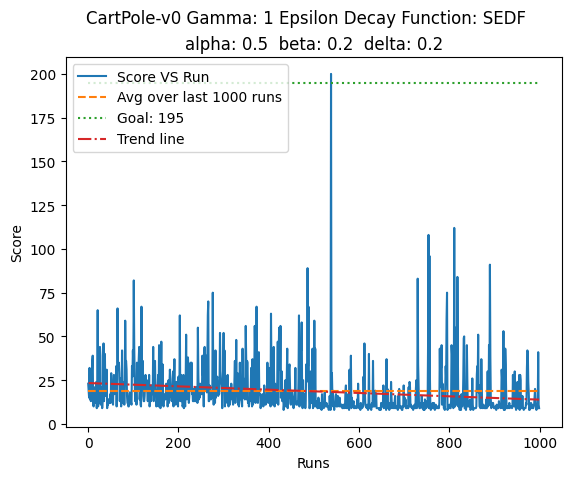 CartPole-v0 Gamma: 1 Epsilon Decay Function: SEDF
alpha: 0.5 beta: 0.2 delta: 0.2
Score VS Run
Avg over last 1000 runs
Goal: 195
Trend line
200
175
150
125
100
75
50
25
0
Score
0 200 400 600 800 1000
Runs